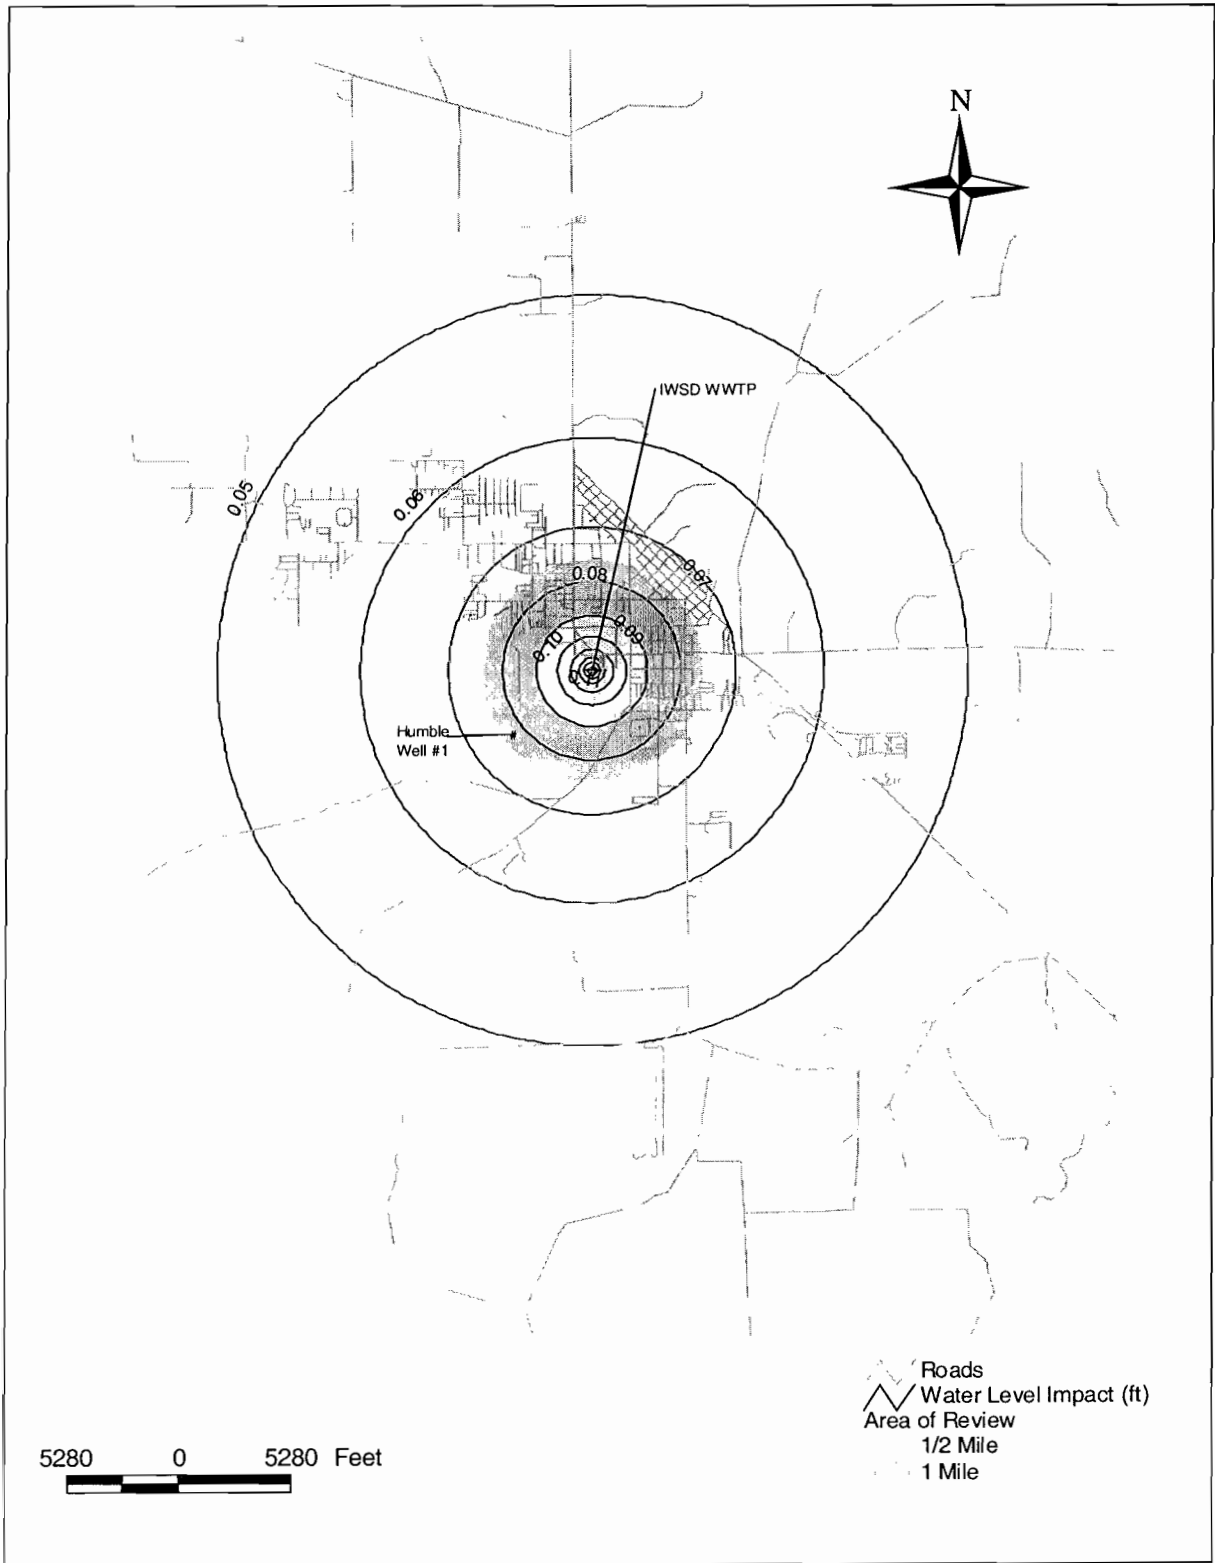 N
IWSD WWTP
0.05
0.06
0.07
0.08
0.09
0.10
Humble
Well #1
Roads
Water Level Impact (ft)
Area of Review
1/2 Mile
1 Mile
5280 0 5280 Feet